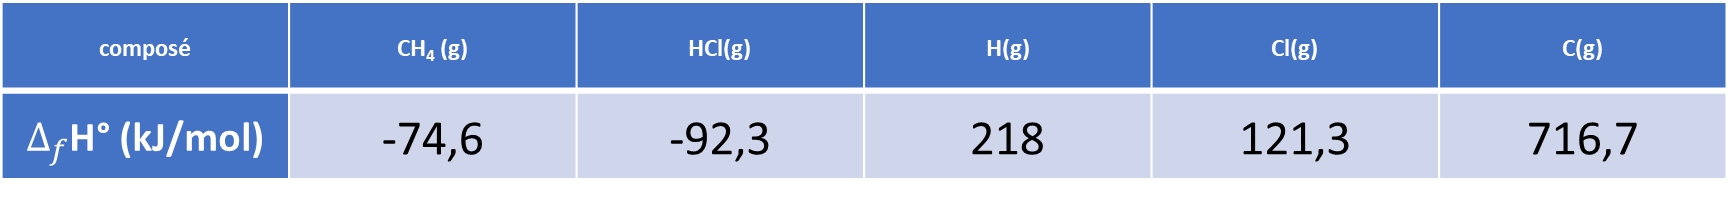 composé CH₄ (g) HCl(g) H(g) Cl(g) C(g)
Δ𝑓H° (kJ/mol) -74,6 -92,3 218 121,3 716,7